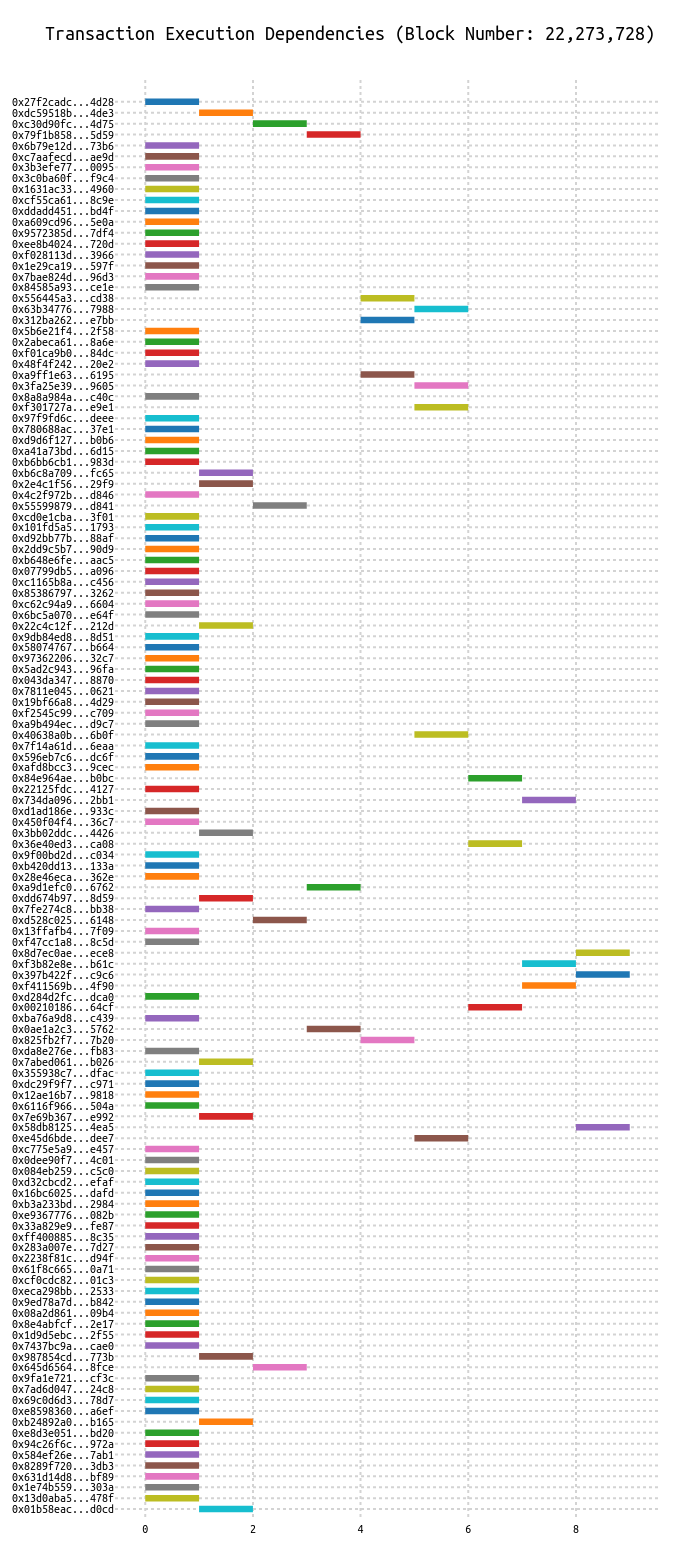 Transaction Execution Dependencies (Block Number: 22,273,728)
0x27f2cadc...4d28
0xdc59518b...4de3
0xc30d90fc...4d75
0x79f1b858...5d59
0x6b79e12d...73b6
0xc7aafecd...ae9d
0x3b3efe77...0095
0x3c0ba60f...f9c4
0x1631ac33...4960
0xcf55ca61...8c9e
0xddadd451...bd4f
0xa609cd96...5e0a
0x9572385d...7df4
0xee8b4024...720d
0xf028113d...3966
0x1e29ca19...597f
0x7bae824d...96d3
0x84585a93...ce1e
0x556445a3...cd38
0x63b34776...7988
0x312ba262...e7bb
0x5b6e21f4...2f58
0x2abeca61...8a6e
0xf01ca9b0...84dc
0x48f4f242...20e2
0xa9ff1e63...6195
0x3fa25e39...9605
0x8a8a984a...c40c
0xf301727a...e9e1
0x97f9fd6c...deee
0x780688ac...37e1
0xd9d6f127...b0b6
0xa41a73bd...6d15
0xb6bb6cb1...983d
0xb6c8a709...fc65
0x2e4c1f56...29f9
0x4c2f972b...d846
0x55599879...d841
0xcd0e1cba...3f01
0x101fd5a5...1793
0xd92bb77b...88af
0x2dd9c5b7...90d9
0xb648e6fe...aac5
0x07799db5...a096
0xc1165b8a...c456
0x85386797...3262
0xc62c94a9...6604
0x6bc5a070...e64f
0x22c4c12f...212d
0x9db84ed8...8d51
0x58074767...b664
0x97362206...32c7
0x5ad2c943...96fa
0x043da347...8870
0x7811e045...0621
0x19bf66a8...4d29
0xf2545c99...c709
0xa9b494ec...d9c7
0x40638a0b...6b0f
0x7f14a61d...6eaa
0x596eb7c6...dc6f
0xafd8bcc3...9cec
0x84e964ae...b0bc
0x22125fdc...4127
0x734da096...2bb1
0xd1ad186e...933c
0x450f04f4...36c7
0x3bb02ddc...4426
0x36e40ed3...ca08
0x9f00bd2d...c034
0xb420dd13...133a
0x28e46eca...362e
0xa9d1efc0...6762
0xdd674b97...8d59
0x7fe274c8...bb38
0xd528c025...6148
0x13ffafb4...7f09
0xf47cc1a8...8c5d
0x8d7ec0ae...ece8
0xf3b82e8e...b61c
0x397b422f...c9c6
0xf411569b...4f90
0xd284d2fc...dca0
0x00210186...64cf
0xba76a9d8...c439
0x0ae1a2c3...5762
0x825fb2f7...7b20
0xda8e276e...fb83
0x7abed061...b026
0x355938c7...dfac
0xdc29f9f7...c971
0x12ae16b7...9818
0x6116f966...504a
0x7e69b367...e992
0x58db8125...4ea5
0xe45d6bde...dee7
0xc775e5a9...e457
0x0dee90f7...4c01
0x084eb259...c5c0
0xd32cbcd2...efaf
0x16bc6025...dafd
0xb3a233bd...2984
0xe9367776...082b
0x33a829e9...fe87
0xff400885...8c35
0x283a007e...7d27
0x2238f81c...d94f
0x61f8c665...0a71
0xcf0cdc82...01c3
0xeca298bb...2533
0x9ed78a7d...b842
0x08a2d861...09b4
0x8e4abfcf...2e17
0x1d9d5ebc...2f55
0x7437bc9a...cae0
0x987854cd...773b
0x645d6564...8fce
0x9fa1e721...cf3c
0x7ad6d047...24c8
0x69c0d6d3...78d7
0xe8598360...a6ef
0xb24892a0...b165
0xe8d3e051...bd20
0x94c26f6c...972a
0x584ef26e...7ab1
0x8289f720...3db3
0x631d14d8...bf89
0x1e74b559...303a
0x13d0aba5...478f
0x01b58eac...d0cd
0 2 4 6 8